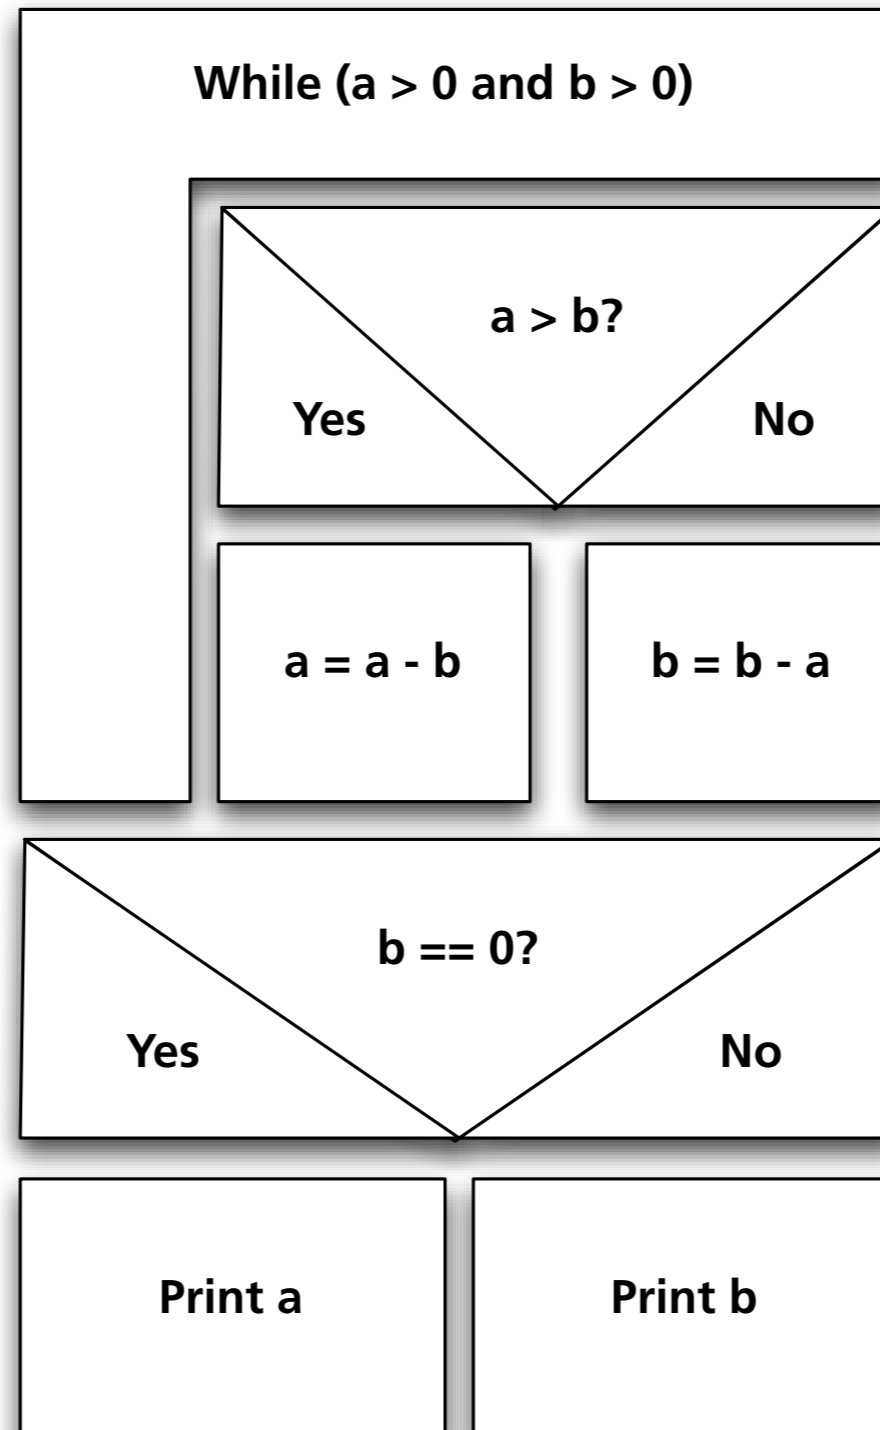 While (a > 0 and b > 0)
a > b?
Yes
No
a = a - b
b = b - a
b == 0?
Yes
No
Print a
Print b